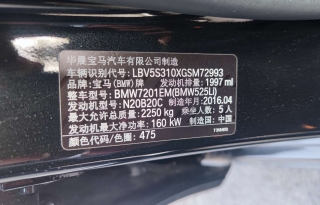 华晨宝马汽车有限公司制造
车辆识别代号: LBV5S310XGSM72993
品牌: 宝马(BMW) 发动机排量: 1997 ml
整车型号: BMW7201EM(BMW525Li)
发动机型号: N20B20C 制造年月: 2016.04
最大允许总质量: 2250 kg 乘坐人数: 5 人
发动机最大净功率: 160 kW 制造国: 中国
颜色代码/色圈: 475